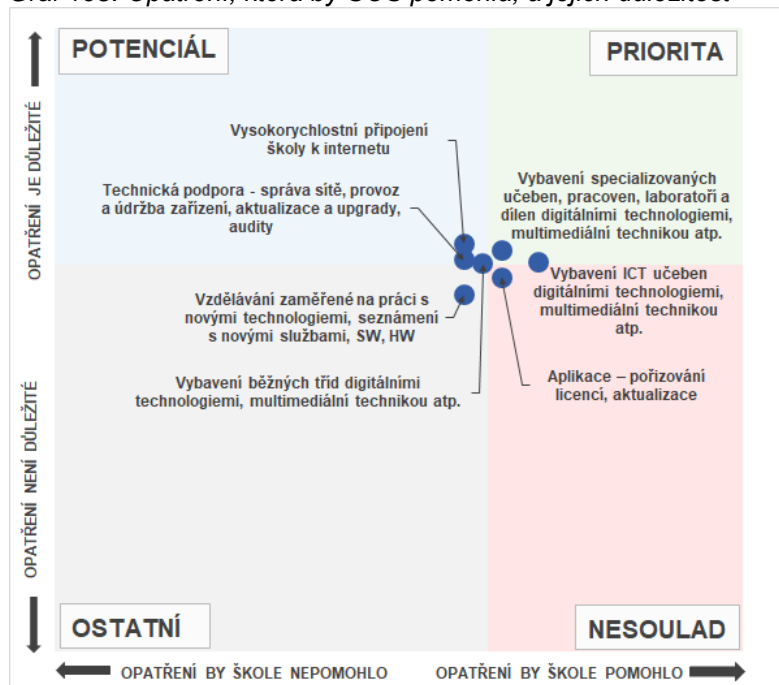 POTENCIÁL
PRIORITA
OPATŘENÍ JE DŮLEŽITÉ
OPATŘENÍ NENÍ DŮLEŽITÉ
Vysokorychlostní připojení
školy k internetu
Technická podpora - správa sítě, provoz
a údržba zařízení, aktualizace a upgrady,
audity
Vybavení specializovaných
učeben, pracoven, laboratoří a
dílen digitálními technologiemi,
multimediální technikou atp.
Vzdělávání zaměřené na práci s
novými technologiemi, seznámení
s novými službami, SW, HW
Vybavení ICT učeben
digitálními technologiemi,
multimediální technikou
atp.
Vybavení běžných tříd digitálními
technologiemi, multimediální technikou atp.
Aplikace – pořizování
licencí, aktualizace
OSTATNÍ
NESOULAD
OPATŘENÍ BY ŠKOLE NEPOMOHLO
OPATŘENÍ BY ŠKOLE POMOHLO